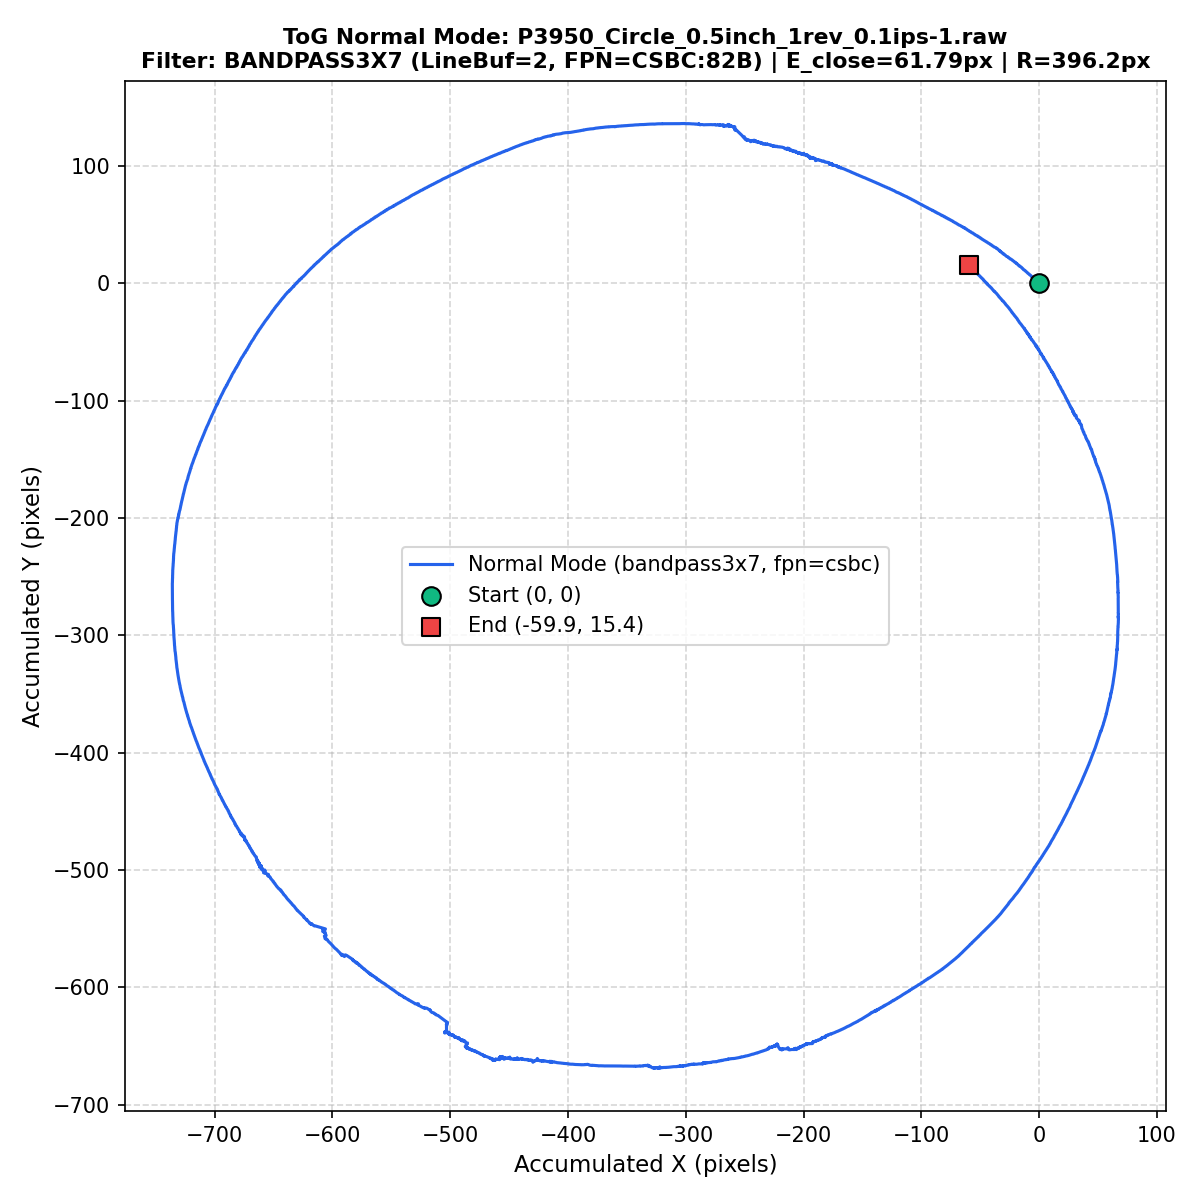 ToG Normal Mode: P3950_Circle_0.5inch_1rev_0.1ips-1.raw
Filter: BANDPASS3X7 (LineBuf=2, FPN=CSBC:82B) | E_close=61.79px | R=396.2px
Accumulated Y (pixels)
100
0
−100
−200
−300
−400
−500
−600
−700
Normal Mode (bandpass3x7, fpn=csbc)
Start (0, 0)
End (-59.9, 15.4)
−700 −600 −500 −400 −300 −200 −100 0 100
Accumulated X (pixels)